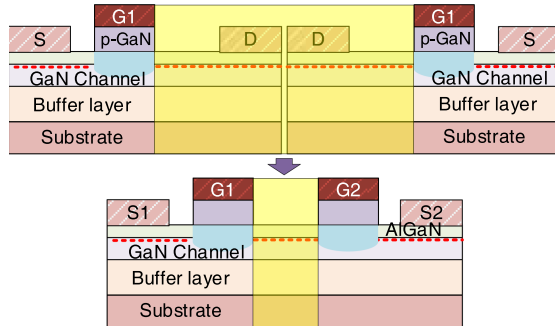 G1 G1
S p-GaN D D p-GaN S
GaN Channel GaN Channel
Buffer layer Buffer layer
Substrate Substrate
G1 G2
S1 S2
AlGaN
GaN Channel
Buffer layer
Substrate